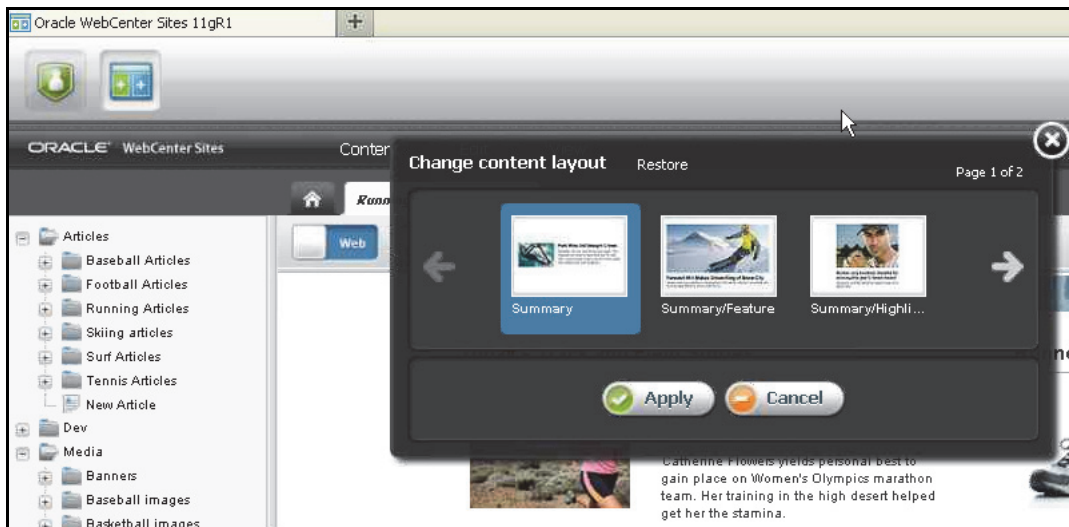 Oracle WebCenter Sites 11gR1
ORACLE WebCenter Sites
Conter
Change content layout
Restore
Page 1 of 2
Web
Summary
Summary/Feature
Summary/Highli...
Apply
Cancel
Articles
Baseball Articles
Football Articles
Running Articles
Skiing articles
Surf Articles
Tennis Articles
New Article
Dev
Media
Banners
Baseball images
Basketball images
Catherine Flowers yields personal best to
gain place on Women's Olympics marathon
team. Her training in the high desert helped
get her the stamina.